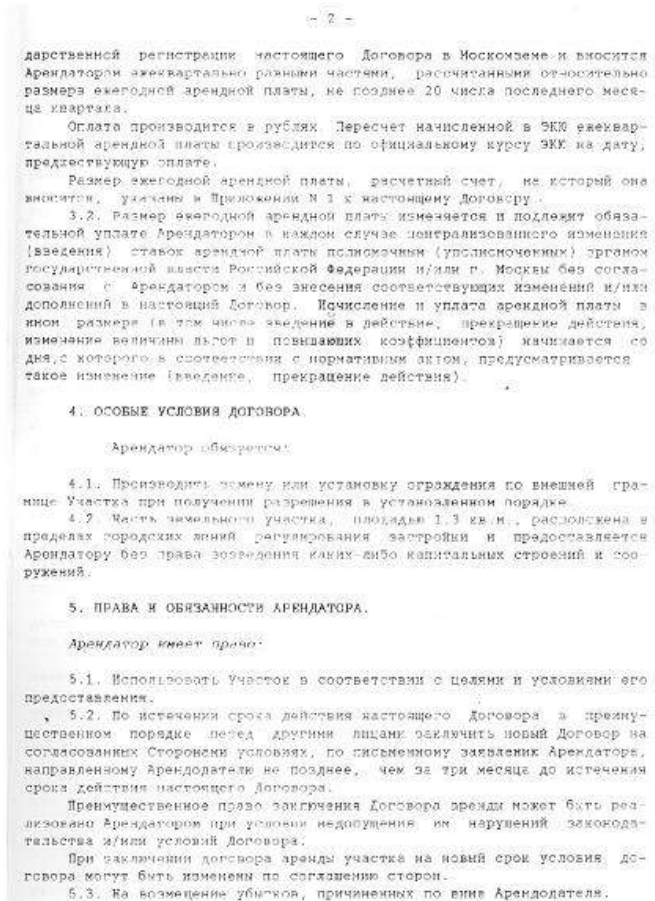 - 2 -
дарственной регистрации настоящего Договора в Москомземе и вносится
Арендатором ежеквартально равными частями, рассчитанными относительно
размера ежегодной арендной платы, не позднее 20 числа последнего меся-
ца квартала.
Оплата производится в рублях. Пересчет начисленной в ЭКЮ ежеквар-
тальной арендной платы производится по официальному курсу ЭКЮ на дату,
предшествующую оплате.
Размер ежегодной арендной платы, расчетный счет, на который она
вносится, указаны в Приложении N 1 к настоящему Договору.
3.2. Размер ежегодной арендной платы изменяется и подлежит обяза-
тельной уплате Арендатором в каждом случае централизованного изменения
(введения) ставок арендной платы полномочным (уполномоченным) органом
государственной власти Российской Федерации и/или г. Москвы без согла-
сования с Арендатором и без внесения соответствующих изменений и/или
дополнений в настоящий Договор. Исчисление и уплата арендной платы в
ином размере (в том числе введение в действие, прекращение действия,
изменение величины льгот и повышающих коэффициентов) начинается со
дня,с которого в соответствии с нормативным актом, предусматривается
такое изменение (введение, прекращение действия).
4. ОСОБЫЕ УСЛОВИЯ ДОГОВОРА.
Арендатор обязуется:
4.1. Производить замену или установку ограждения по внешней гра-
нице Участка при получении разрешения в установленном порядке.
4.2. Часть земельного участка, площадью 1.3 кв.м., расположена в
пределах городских линий регулирования застройки и предоставляется
Арендатору без права возведения каких-либо капитальных строений и соо-
ружений.
5. ПРАВА И ОБЯЗАННОСТИ АРЕНДАТОРА.
Арендатор имеет право:
5.1. Использовать Участок в соответствии с целями и условиями его
предоставления.
5.2. По истечении срока действия настоящего Договора в преиму-
щественном порядке перед другими лицами заключить новый Договор на
согласованных Сторонами условиях, по письменному заявлению Арендатора,
направленному Арендодателю не позднее, чем за три месяца до истечения
срока действия настоящего Договора.
Преимущественное право заключения Договора аренды может быть реа-
лизовано Арендатором при условии недопущения им нарушений законода-
тельства и/или условий Договора.
При заключении договора аренды участка на новый срок условия до-
говора могут быть изменены по соглашению сторон.
5.3. На возмещение убытков, причиненных по вине Арендодателя.